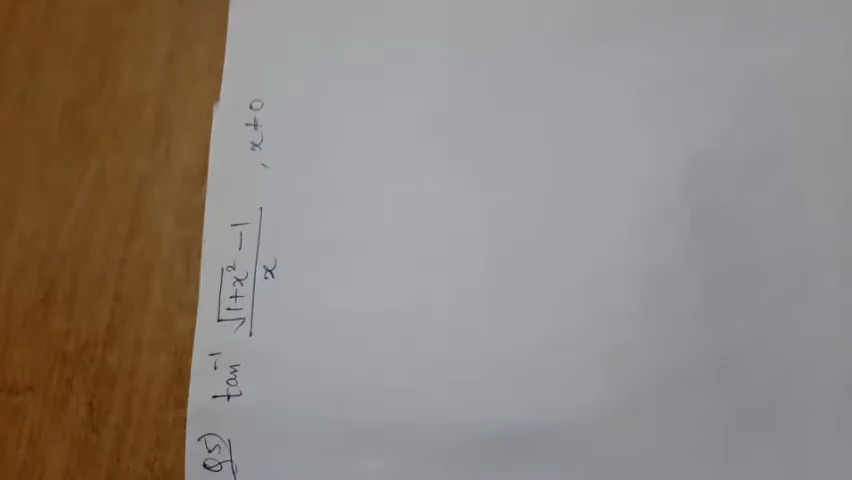 Q5) tan⁻¹ (√(1+x²) - 1)/x , x ≠ 0